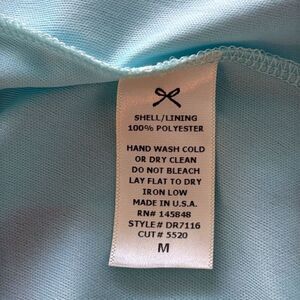 SHELL/LINING
100% POLYESTER
HAND WASH COLD
OR DRY CLEAN
DO NOT BLEACH
LAY FLAT TO DRY
IRON LOW
MADE IN U.S.A.
RN# 145848
STYLE# DR7116
CUT# 5520
M